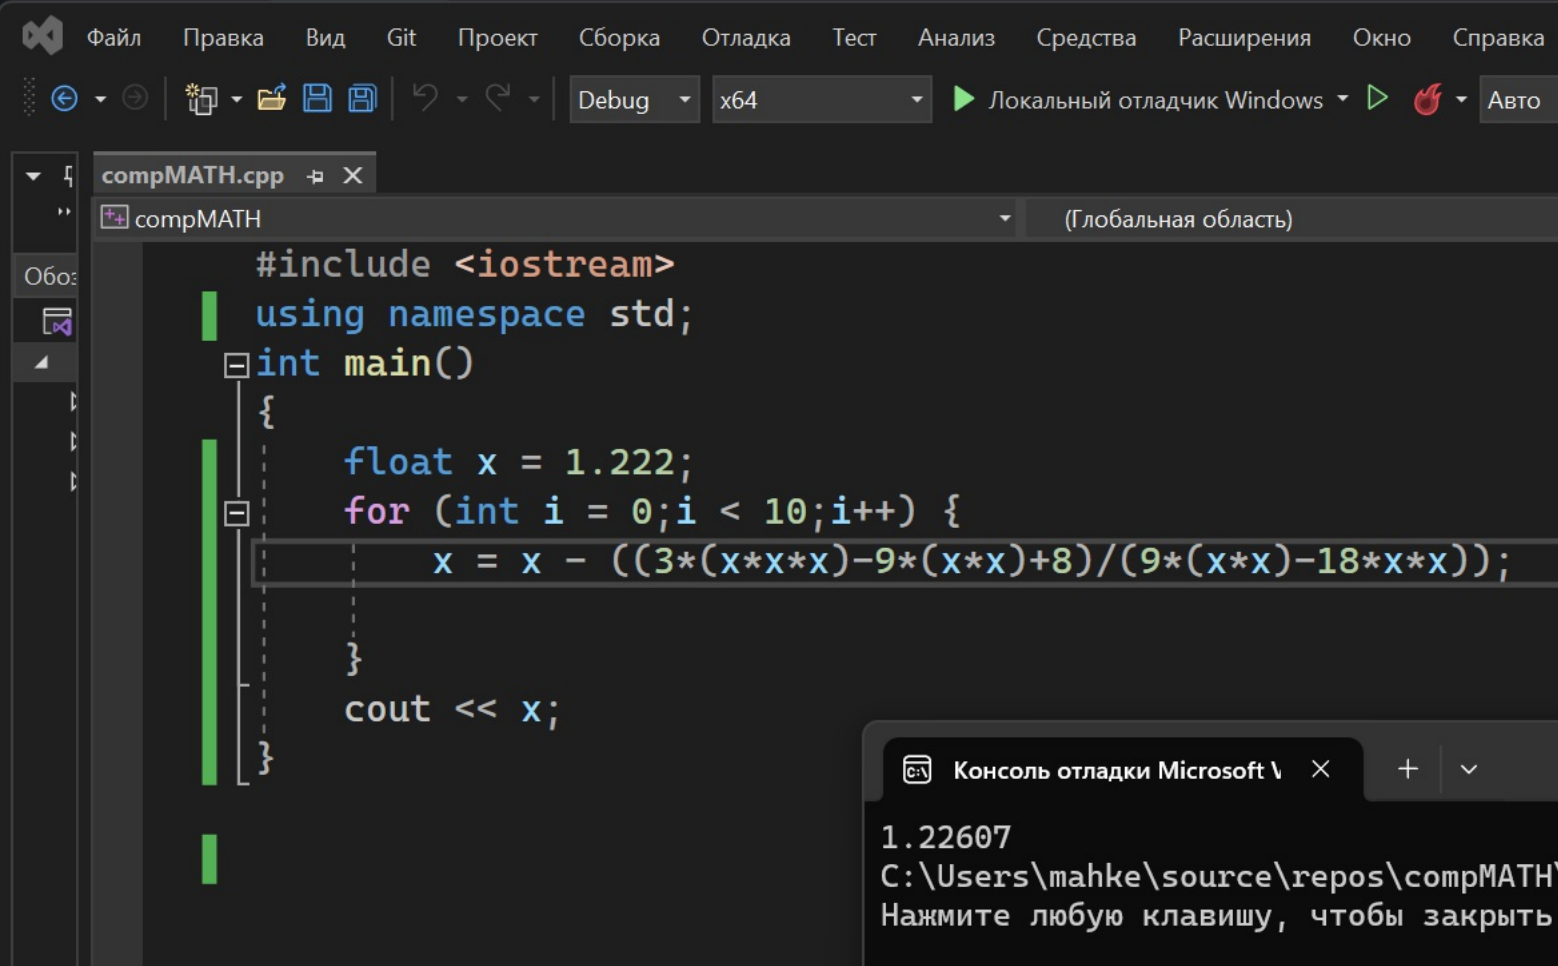 Файл Правка Вид Git Проект Сборка Отладка Тест Анализ Средства Расширения Окно Справка
Debug x64 Локальный отладчик Windows Авто
compMATH.cpp
compMATH (Глобальная область)
Обоз
#include <iostream>
using namespace std;
int main()
{
float x = 1.222;
for (int i = 0;i < 10;i++) {
x = x - ((3*(x*x*x)-9*(x*x)+8)/(9*(x*x)-18*x*x));
}
cout << x;
}
Консоль отладки Microsoft V
1.22607
C:\Users\mahke\source\repos\compMATH\
Нажмите любую клавишу, чтобы закрыть